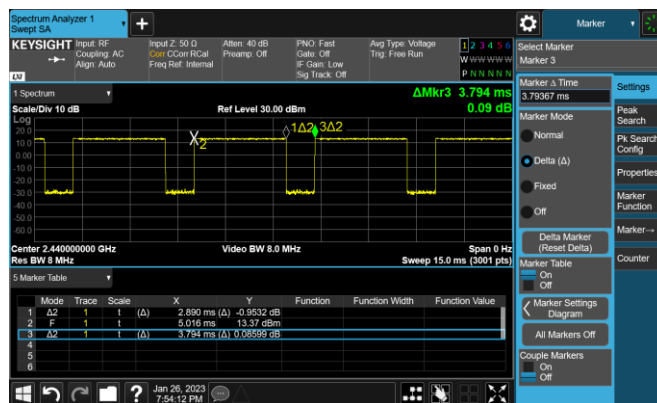 Spectrum Analyzer 1
Swept SA
+
Marker
KEYSIGHT
Input: RF
Coupling: AC
Align: Auto
Input Z: 50 Ω
Corr CCorr RCal
Freq Ref: Internal
Atten: 40 dB
Preamp: Off
PNO: Fast
Gate: Off
IF Gain: Low
Sig Track: Off
Avg Type: Voltage
Trig: Free Run
1 2 3 4 5 6
W W W W W W
P N N N N N
Select Marker
Marker 3
1 Spectrum
Scale/Div 10 dB
Ref Level 30.00 dBm
ΔMkr3 3.794 ms
0.09 dB
Log
20.0
10.0
0.00
-10.0
-20.0
-30.0
-40.0
-50.0
-60.0
2
1Δ2
3Δ2
Center 2.440000000 GHz
Res BW 8 MHz
Video BW 8.0 MHz
Span 0 Hz
Sweep 15.0 ms (3001 pts)
5 Marker Table
Mode Trace Scale X Y Function Function Width Function Value
1 Δ2 1 t (Δ) 2.890 ms (Δ) -0.9532 dB
2 F 1 t 5.016 ms 13.37 dBm
3 Δ2 1 t (Δ) 3.794 ms (Δ) 0.08599 dB
4
5
6
Marker Δ Time
3.79367 ms
Marker Mode
Normal
Delta (Δ)
Fixed
Off
Delta Marker
(Reset Delta)
Marker Table
On
Off
Marker Settings
Diagram
All Markers Off
Couple Markers
On
Off
Settings
Peak
Search
Pk Search
Config
Properties
Marker
Function
Marker→
Counter
?
Jan 26, 2023
7:54:12 PM